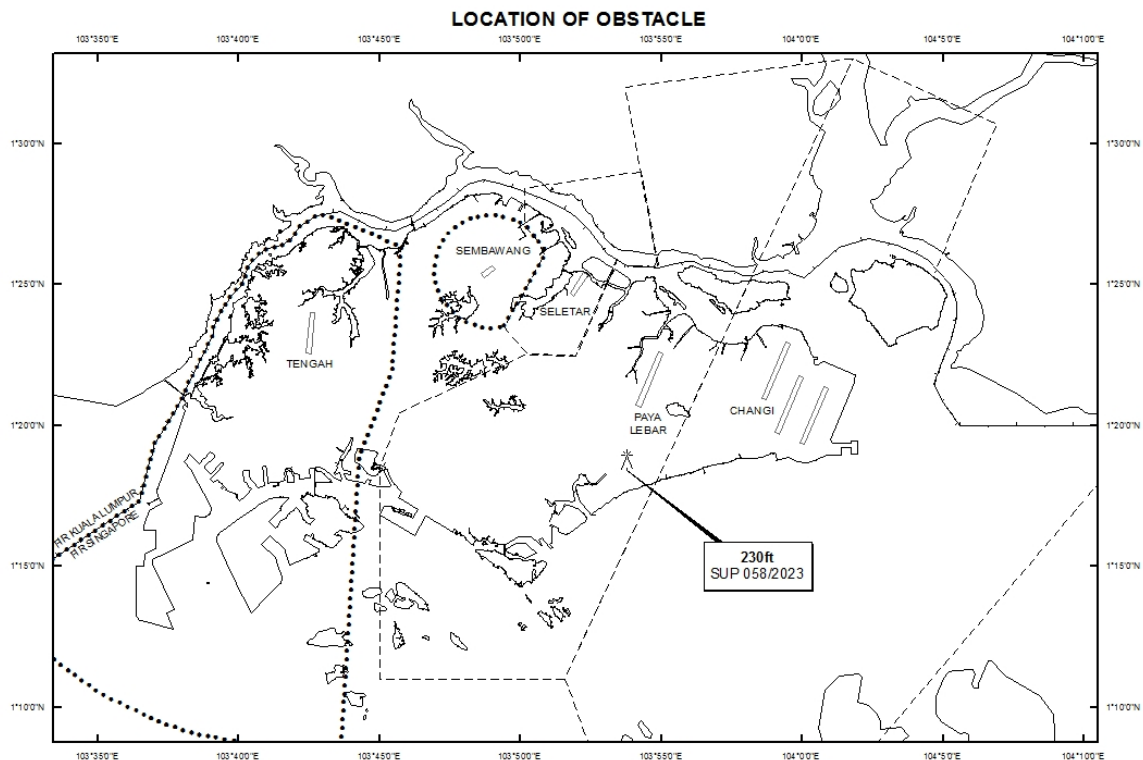 LOCATION OF OBSTACLE
103°35'0"E 103°40'0"E 103°45'0"E 103°50'0"E 103°55'0"E 104°0'0"E 104°5'0"E 104°10'0"E
1°30'0"N 1°30'0"N
SEMBAWANG
1°25'0"N 1°25'0"N
SELETAR
TENGAH
PAYA
LEBAR
CHANGI
1°20'0"N 1°20'0"N
FIR KUALA LUMPUR
FIR SINGAPORE
230ft
SUP 058/2023
1°15'0"N 1°15'0"N
1°10'0"N 1°10'0"N
103°35'0"E 103°40'0"E 103°45'0"E 103°50'0"E 103°55'0"E 104°0'0"E 104°5'0"E 104°10'0"E